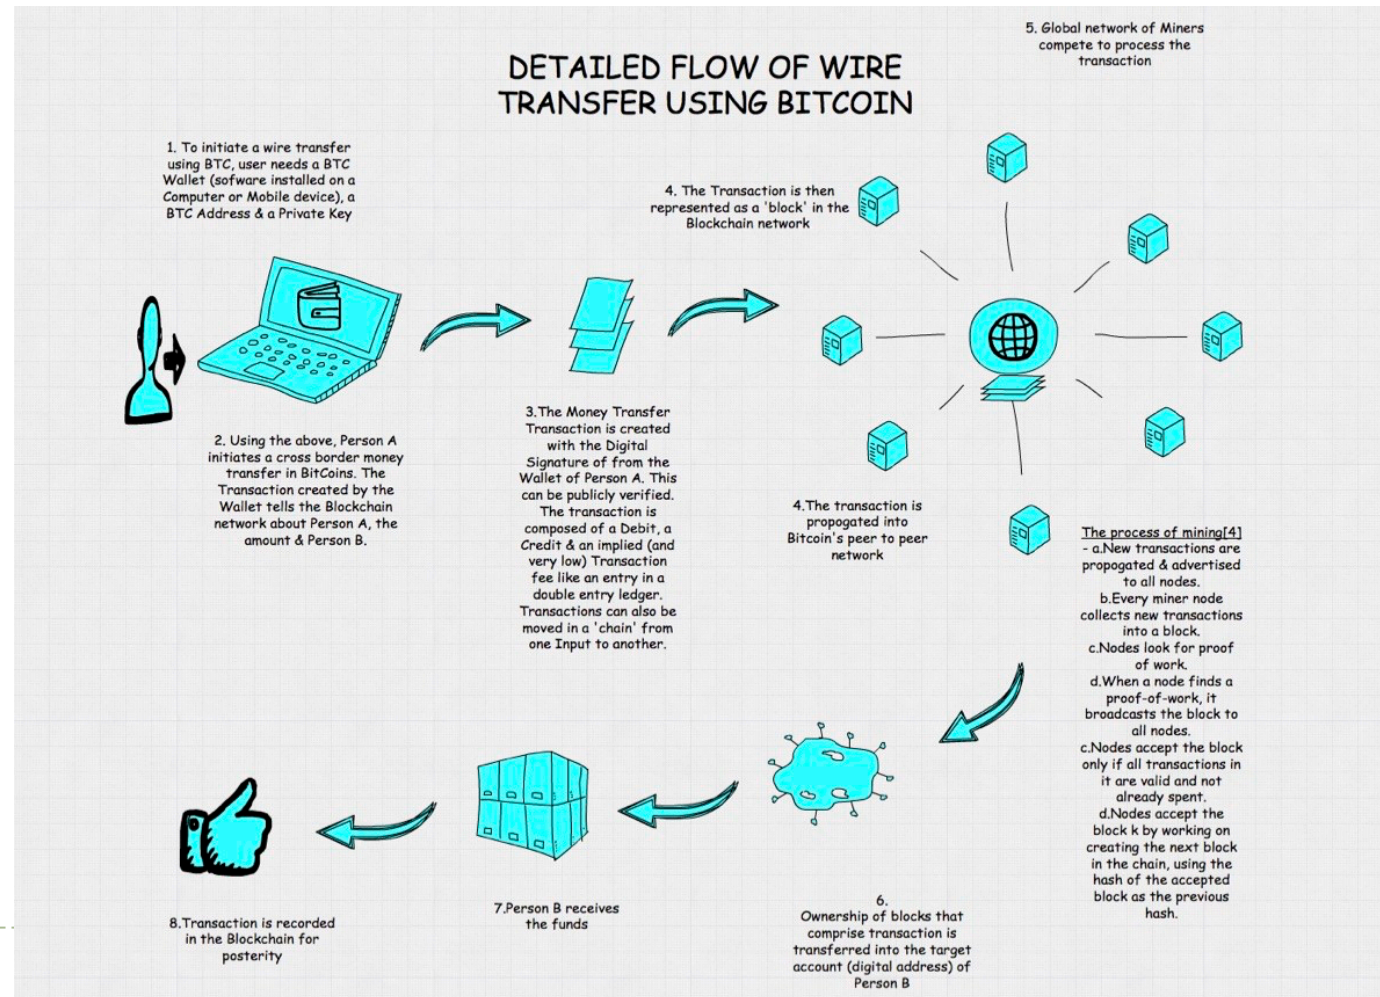 DETAILED FLOW OF WIRE
TRANSFER USING BITCOIN
1. To initiate a wire transfer
using BTC, user needs a BTC
Wallet (sofware installed on a
Computer or Mobile device), a
BTC Address & a Private Key
2. Using the above, Person A
initiates a cross border money
transfer in BitCoins. The
Transaction created by the
Wallet tells the Blockchain
network about Person A, the
amount & Person B.
3.The Money Transfer
Transaction is created
with the Digital
Signature of from the
Wallet of Person A. This
can be publicly verified.
The transaction is
composed of a Debit, a
Credit & an implied (and
very low) Transaction
fee like an entry in a
double entry ledger.
Transactions can also be
moved in a 'chain' from
one Input to another.
4. The Transaction is then
represented as a 'block' in the
Blockchain network
4.The transaction is
propogated into
Bitcoin's peer to peer
network
5. Global network of Miners
compete to process the
transaction
The process of mining[4]
- a.New transactions are
propogated & advertised
to all nodes.
b.Every miner node
collects new transactions
into a block.
c.Nodes look for proof
of work.
d.When a node finds a
proof-of-work, it
broadcasts the block to
all nodes.
c.Nodes accept the block
only if all transactions in
it are valid and not
already spent.
d.Nodes accept the
block k by working on
creating the next block
in the chain, using the
hash of the accepted
block as the previous
hash.
6.
Ownership of blocks that
comprise transaction is
transferred into the target
account (digital address) of
Person B
7.Person B receives
the funds
8.Transaction is recorded
in the Blockchain for
posterity